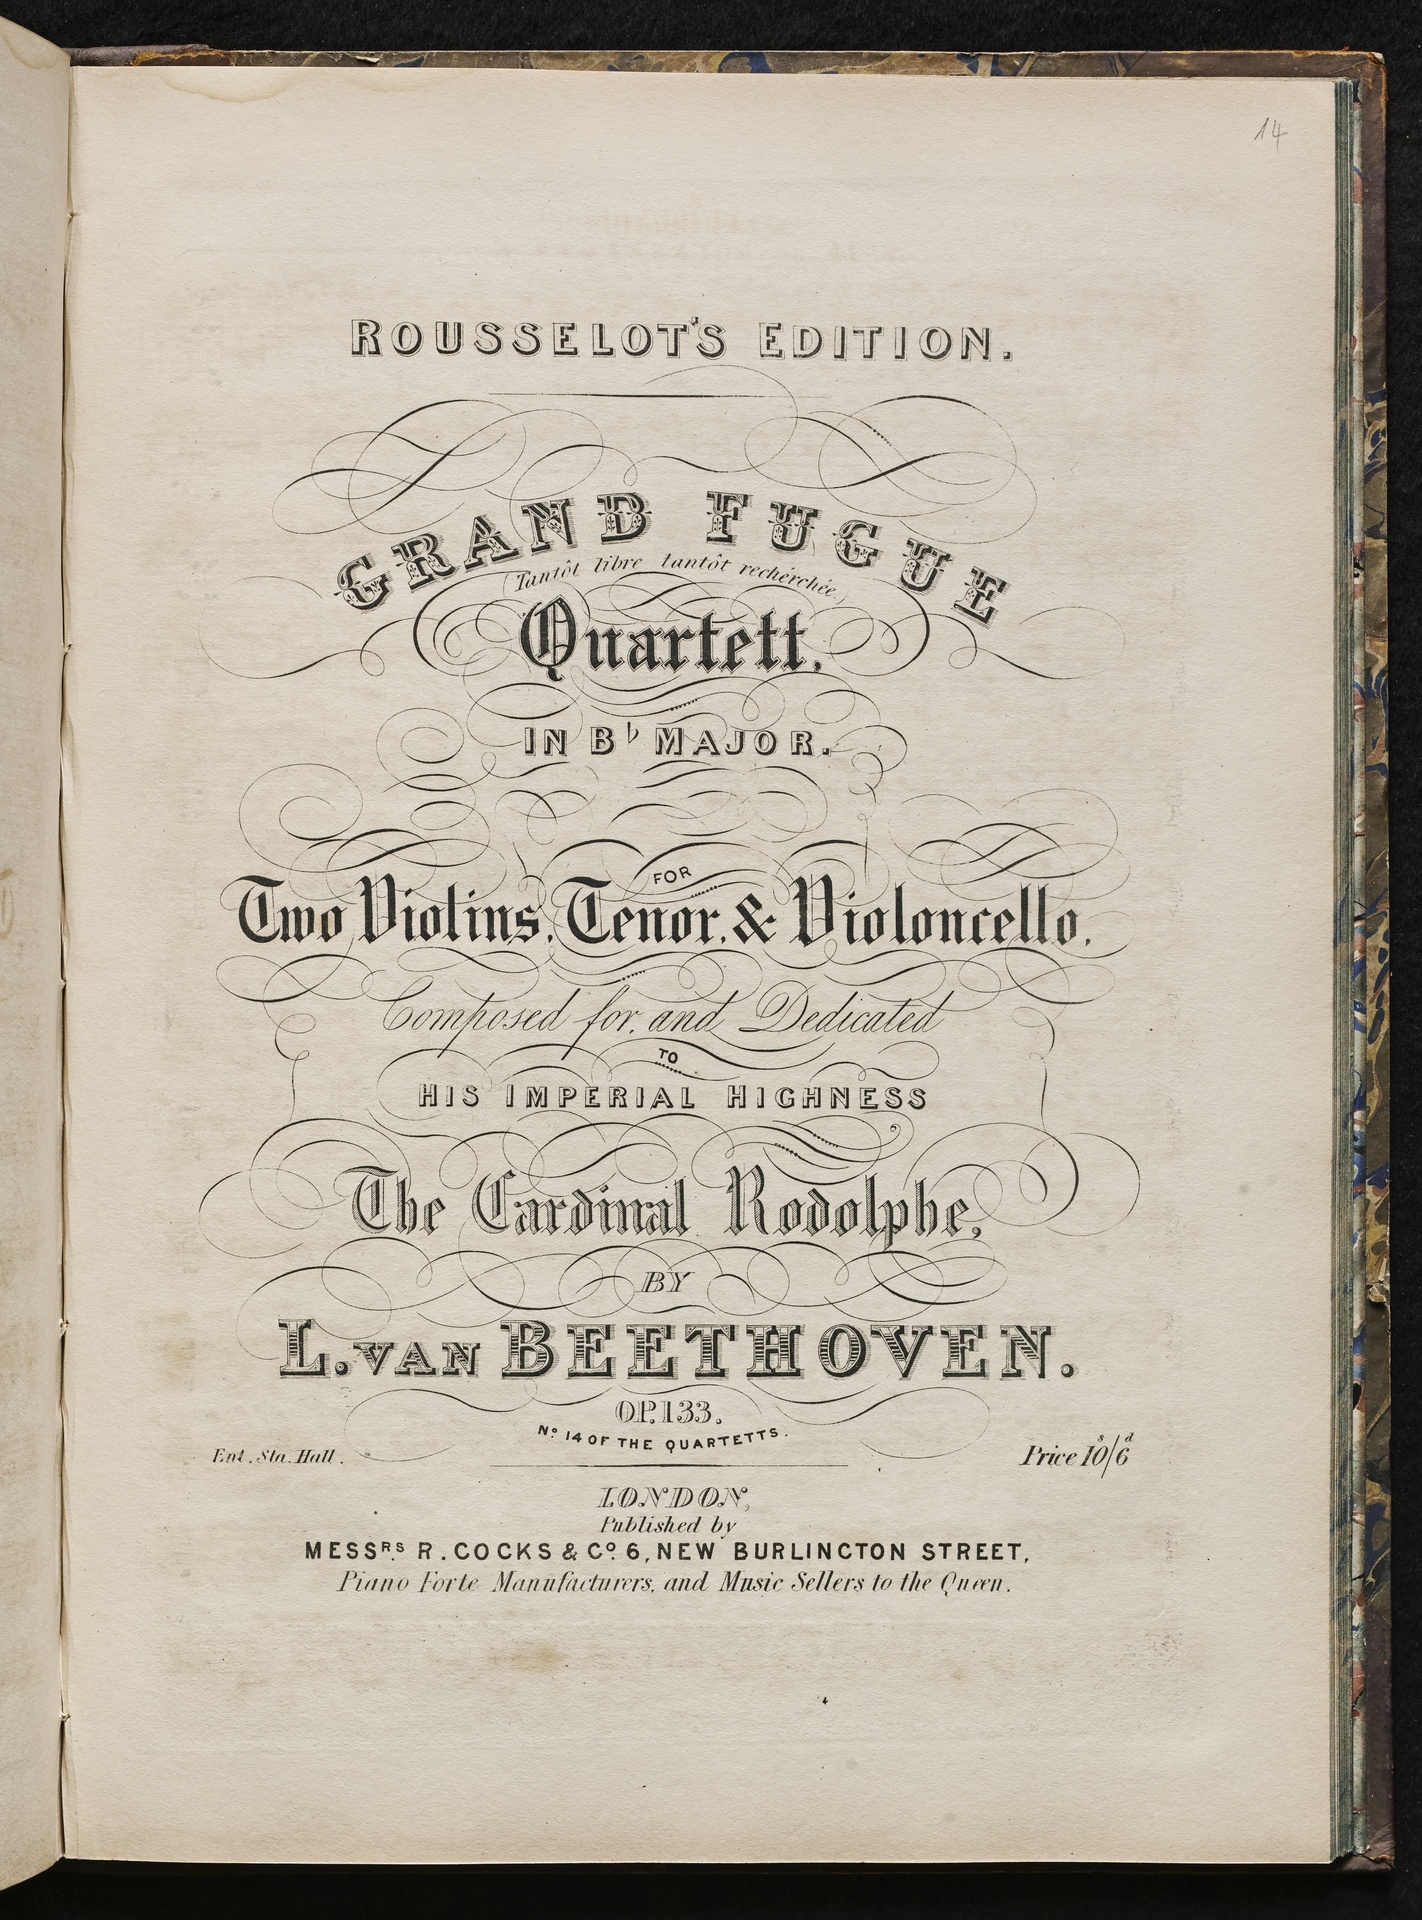 14
ROUSSELOT'S EDITION.
GRAND FUGUE
(Tantôt libre tantôt recherchée)
Quartett,
IN B♭ MAJOR.
FOR
Two Violins, Tenor, & Violoncello,
Composed for, and Dedicated
TO
HIS IMPERIAL HIGHNESS
The Cardinal Rodolphe,
BY
L. VAN BEETHOVEN.
OP. 133.
Nº 14 OF THE QUARTETTS.
Ent. Sta. Hall.
Price 10s/6d
LONDON,
Published by
MESSRS R. COCKS & Cº 6, NEW BURLINGTON STREET,
Piano Forte Manufacturers, and Music Sellers to the Queen.